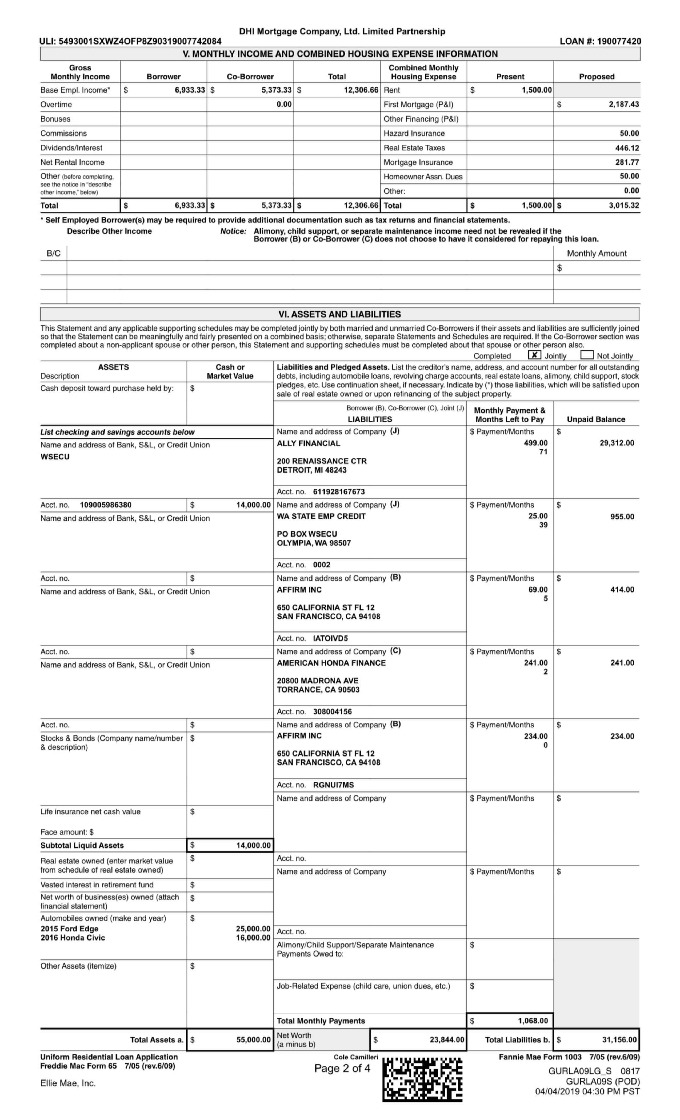 DHI Mortgage Company, Ltd. Limited Partnership
ULI: 5493001SXWZ4OFP8Z90319007742084 LOAN #: 190077420
V. MONTHLY INCOME AND COMBINED HOUSING EXPENSE INFORMATION
Gross Monthly Income Borrower Co-Borrower Total Combined Monthly Housing Expense Present Proposed
Base Empl. Income* $ 6,933.33 $ 5,373.33 $ 12,306.66 Rent $ 1,500.00
Overtime 0.00 First Mortgage (P&I) $ 2,187.43
Bonuses Other Financing (P&I)
Commissions Hazard Insurance 50.00
Dividends/Interest Real Estate Taxes 446.12
Net Rental Income Mortgage Insurance 281.77
Other (before completing, see the notice in "describe other income," below) Homeowner Assn. Dues 50.00
Other: 0.00
Total $ 6,933.33 $ 5,373.33 $ 12,306.66 Total $ 1,500.00 $ 3,015.32
* Self Employed Borrower(s) may be required to provide additional documentation such as tax returns and financial statements.
Describe Other Income Notice: Alimony, child support, or separate maintenance income need not be revealed if the
Borrower (B) or Co-Borrower (C) does not choose to have it considered for repaying this loan.
B/C Monthly Amount
$
VI. ASSETS AND LIABILITIES
This Statement and any applicable supporting schedules may be completed jointly by both married and unmarried Co-Borrowers if their assets and liabilities are sufficiently joined
so that the Statement can be meaningfully and fairly presented on a combined basis; otherwise, separate Statements and Schedules are required. If the Co-Borrower section was
completed about a non-applicant spouse or other person, this Statement and supporting schedules must be completed about that spouse or other person also.
Completed X Jointly Not Jointly
ASSETS Cash or Market Value
Description
Liabilities and Pledged Assets. List the creditor's name, address, and account number for all outstanding
debts, including automobile loans, revolving charge accounts, real estate loans, alimony, child support, stock
pledges, etc. Use continuation sheet, if necessary. Indicate by (*) those liabilities, which will be satisfied upon
sale of real estate owned or upon refinancing of the subject property.
Cash deposit toward purchase held by: $
Borrower (B), Co-Borrower (C), Joint (J)
LIABILITIES Monthly Payment & Months Left to Pay Unpaid Balance
List checking and savings accounts below
Name and address of Company (J) $ Payment/Months $
Name and address of Bank, S&L, or Credit Union
WSECU
ALLY FINANCIAL 499.00 29,312.00
71
200 RENAISSANCE CTR
DETROIT, MI 48243
Acct. no. 611928167673
Acct. no. 109005986380 $ 14,000.00
Name and address of Company (J) $ Payment/Months $
Name and address of Bank, S&L, or Credit Union
WA STATE EMP CREDIT 25.00 955.00
39
PO BOX WSECU
OLYMPIA, WA 98507
Acct. no. 0002
Acct. no. $
Name and address of Company (B) $ Payment/Months $
Name and address of Bank, S&L, or Credit Union
AFFIRM INC 69.00 414.00
5
650 CALIFORNIA ST FL 12
SAN FRANCISCO, CA 94108
Acct. no. IATOIVD5
Acct. no. $
Name and address of Company (C) $ Payment/Months $
Name and address of Bank, S&L, or Credit Union
AMERICAN HONDA FINANCE 241.00 241.00
2
20800 MADRONA AVE
TORRANCE, CA 90503
Acct. no. 308004156
Acct. no. $
Name and address of Company (B) $ Payment/Months $
Stocks & Bonds (Company name/number $
& description)
AFFIRM INC 234.00 234.00
0
650 CALIFORNIA ST FL 12
SAN FRANCISCO, CA 94108
Acct. no. RGNUI7MS
Name and address of Company $ Payment/Months $
Life insurance net cash value $
Face amount: $
Subtotal Liquid Assets $ 14,000.00
Acct. no.
Real estate owned (enter market value $
from schedule of real estate owned)
Name and address of Company $ Payment/Months $
Vested interest in retirement fund $
Net worth of business(es) owned (attach $
financial statement)
Automobiles owned (make and year) $
2015 Ford Edge 25,000.00
2016 Honda Civic 16,000.00
Acct. no.
Alimony/Child Support/Separate Maintenance $
Payments Owed to:
Other Assets (itemize) $
Job-Related Expense (child care, union dues, etc.) $
Total Monthly Payments $ 1,068.00
Total Assets a. $ 55,000.00 Net Worth (a minus b) $ 23,844.00 Total Liabilities b. $ 31,156.00
Uniform Residential Loan Application
Freddie Mac Form 65 7/05 (rev.6/09)
Cole Camilleri
Page 2 of 4
Fannie Mae Form 1003 7/05 (rev.6/09)
Ellie Mae, Inc.
GURLA09LG_S 0817
GURLA09S (POD)
04/04/2019 04:30 PM PST